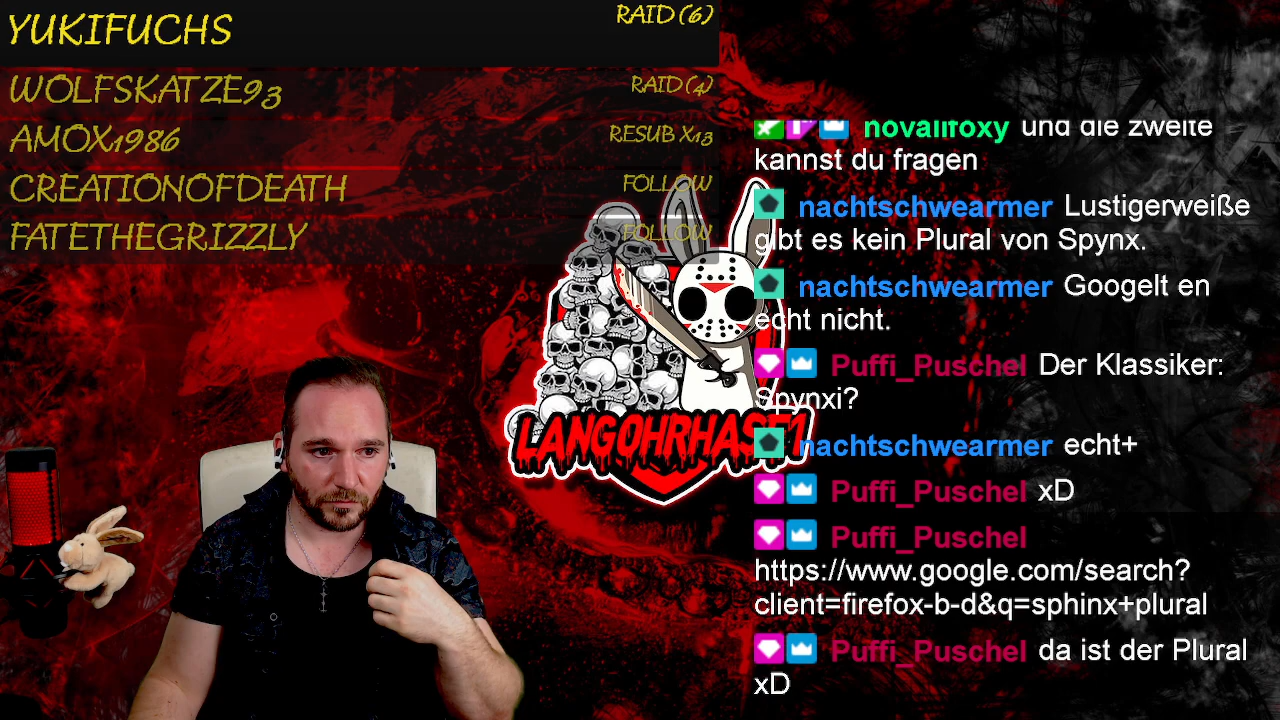 YUKIFUCHS
RAID (6)
WOLFSKATZE93
RAID (4)
AMOX1986
RESUB X13
CREATIONOFDEATH
FOLLOW
FATETHEGRIZZLY
FOLLOW
LANGOHRHASE1
novalifoxy und die zweite
kannst du fragen
nachtschwearmer Lustigerweiße
gibt es kein Plural von Spynx.
nachtschwearmer Googelt en
echt nicht.
Puffi_Puschel Der Klassiker:
Spynxi?
nachtschwearmer echt+
Puffi_Puschel xD
Puffi_Puschel
https://www.google.com/search?
client=firefox-b-d&q=sphinx+plural
Puffi_Puschel da ist der Plural
xD